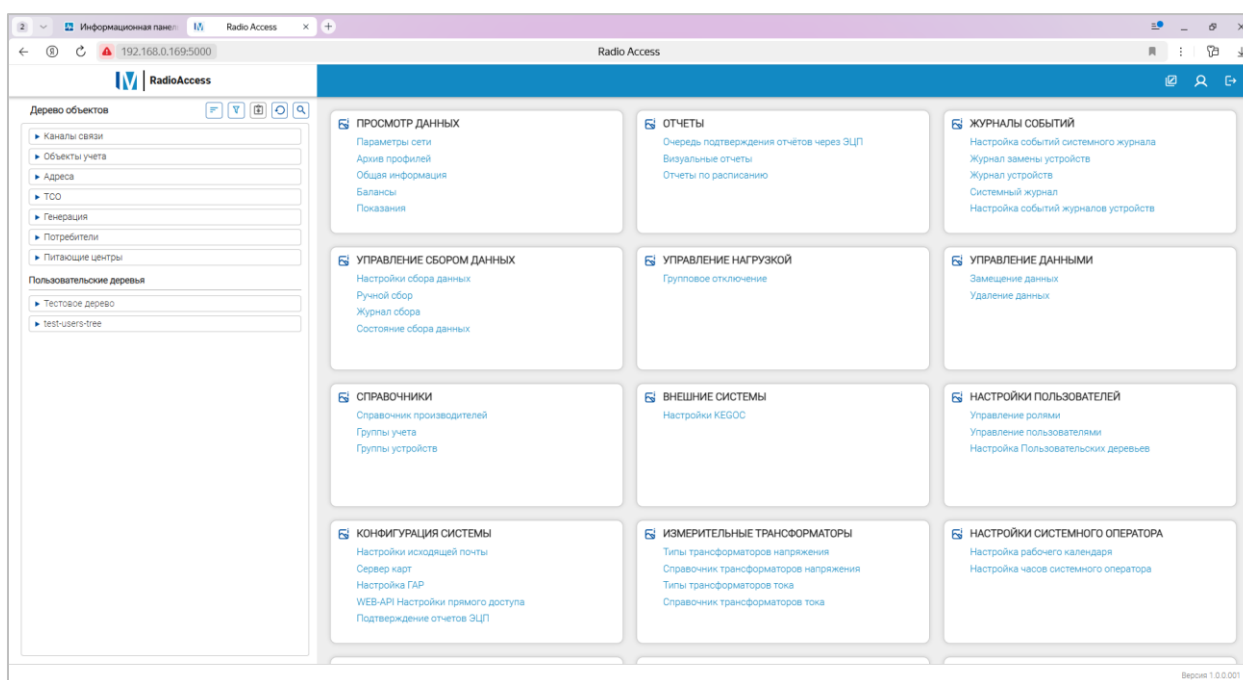 2 Информационная панел Radio Access
192.168.0.169:5000 Radio Access
RadioAccess
Дерево объектов
Каналы связи
Объекты учета
Адреса
ТСО
Генерация
Потребители
Питающие центры
Пользовательские деревья
Тестовое дерево
test-users-tree
ПРОСМОТР ДАННЫХ
Параметры сети
Архив профилей
Общая информация
Балансы
Показания
ОТЧЕТЫ
Очередь подтверждения отчётов через ЭЦП
Визуальные отчеты
Отчеты по расписанию
ЖУРНАЛЫ СОБЫТИЙ
Настройка событий системного журнала
Журнал замены устройств
Журнал устройств
Системный журнал
Настройка событий журналов устройств
УПРАВЛЕНИЕ СБОРОМ ДАННЫХ
Настройки сбора данных
Ручной сбор
Журнал сбора
Состояние сбора данных
УПРАВЛЕНИЕ НАГРУЗКОЙ
Групповое отключение
УПРАВЛЕНИЕ ДАННЫМИ
Замещение данных
Удаление данных
СПРАВОЧНИКИ
Справочник производителей
Группы учета
Группы устройств
ВНЕШНИЕ СИСТЕМЫ
Настройки KEGOC
НАСТРОЙКИ ПОЛЬЗОВАТЕЛЕЙ
Управление ролями
Управление пользователями
Настройка Пользовательских деревьев
КОНФИГУРАЦИЯ СИСТЕМЫ
Настройки исходящей почты
Сервер карт
Настройка ГАР
WEB-API Настройки прямого доступа
Подтверждение отчетов ЭЦП
ИЗМЕРИТЕЛЬНЫЕ ТРАНСФОРМАТОРЫ
Типы трансформаторов напряжения
Справочник трансформаторов напряжения
Типы трансформаторов тока
Справочник трансформаторов тока
НАСТРОЙКИ СИСТЕМНОГО ОПЕРАТОРА
Настройка рабочего календаря
Настройка часов системного оператора
Версия 1.0.0.001